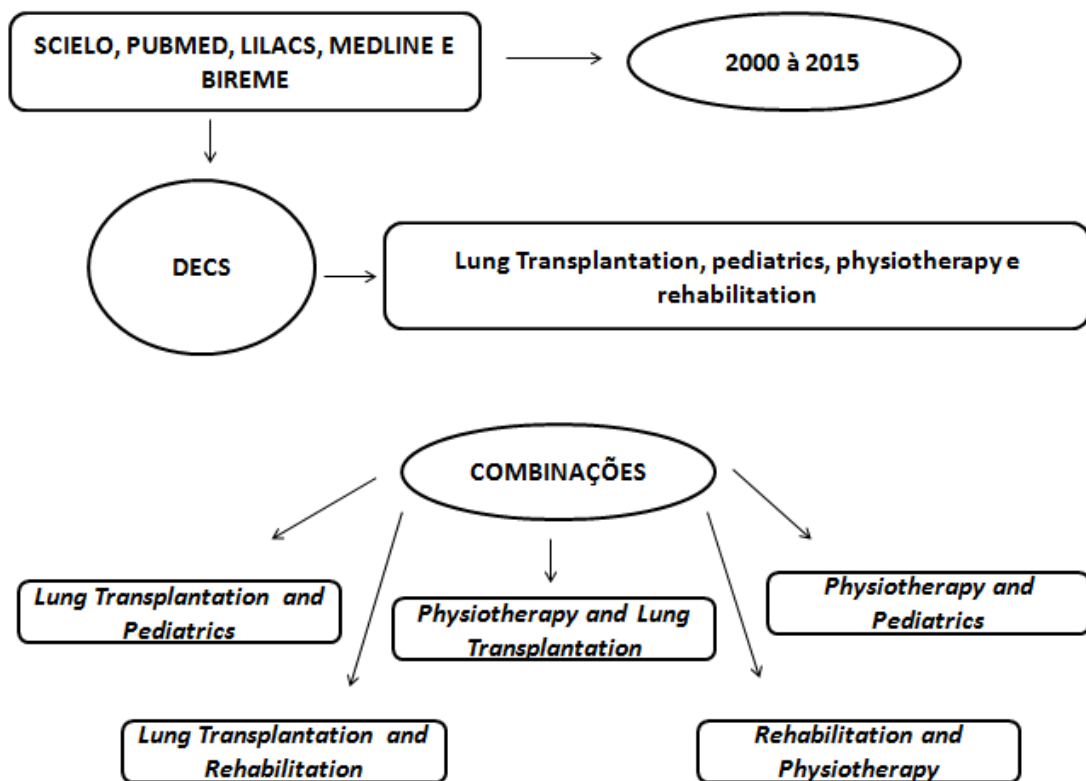 SCIELO, PUBMED, LILACS, MEDLINE E
BIREME
2000 à 2015
DECS
Lung Transplantation, pediatrics, physiotherapy e
rehabilitation
COMBINAÇÕES
Lung Transplantation and
Pediatrics
Physiotherapy and Lung
Transplantation
Physiotherapy and
Pediatrics
Lung Transplantation and
Rehabilitation
Rehabilitation and
Physiotherapy